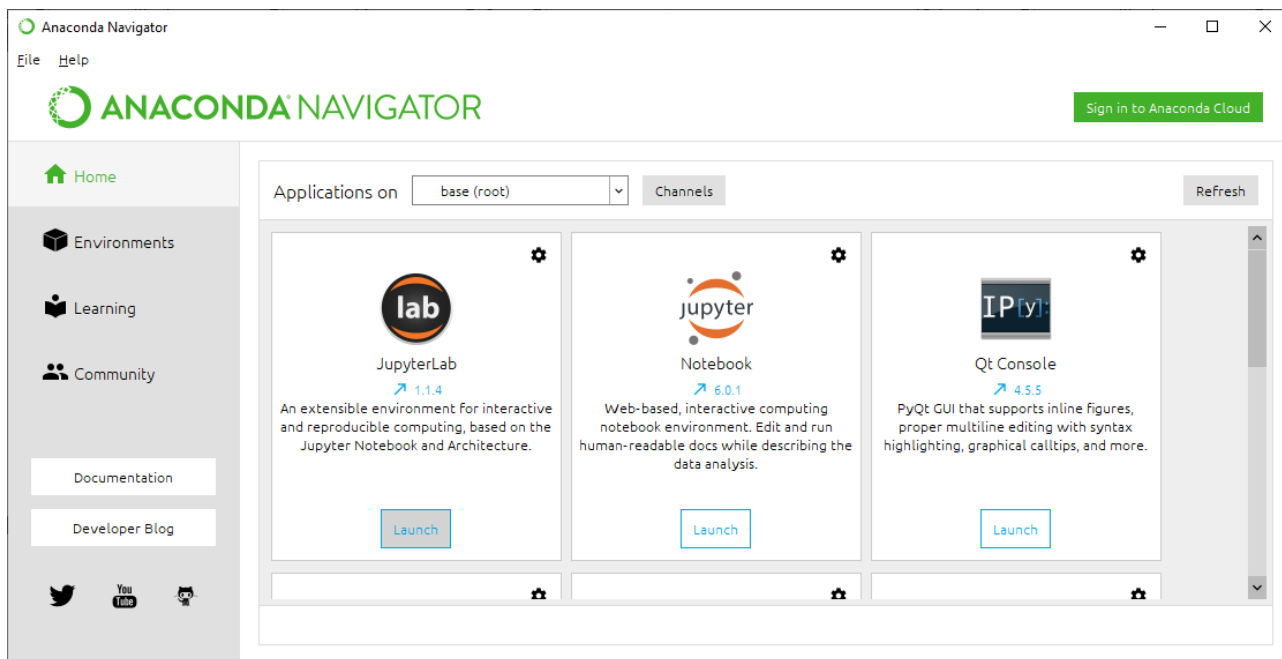 Anaconda Navigator
File Help
ANACONDA NAVIGATOR
Sign in to Anaconda Cloud
Home
Environments
Learning
Community
Documentation
Developer Blog
You
Tube
Applications on base (root) Channels Refresh
lab
JupyterLab
1.1.4
An extensible environment for interactive
and reproducible computing, based on the
Jupyter Notebook and Architecture.
Launch
jupyter
Notebook
6.0.1
Web-based, interactive computing
notebook environment. Edit and run
human-readable docs while describing the
data analysis.
Launch
IP[y]:
Qt Console
4.5.5
PyQt GUI that supports inline figures,
proper multiline editing with syntax
highlighting, graphical calltips, and more.
Launch